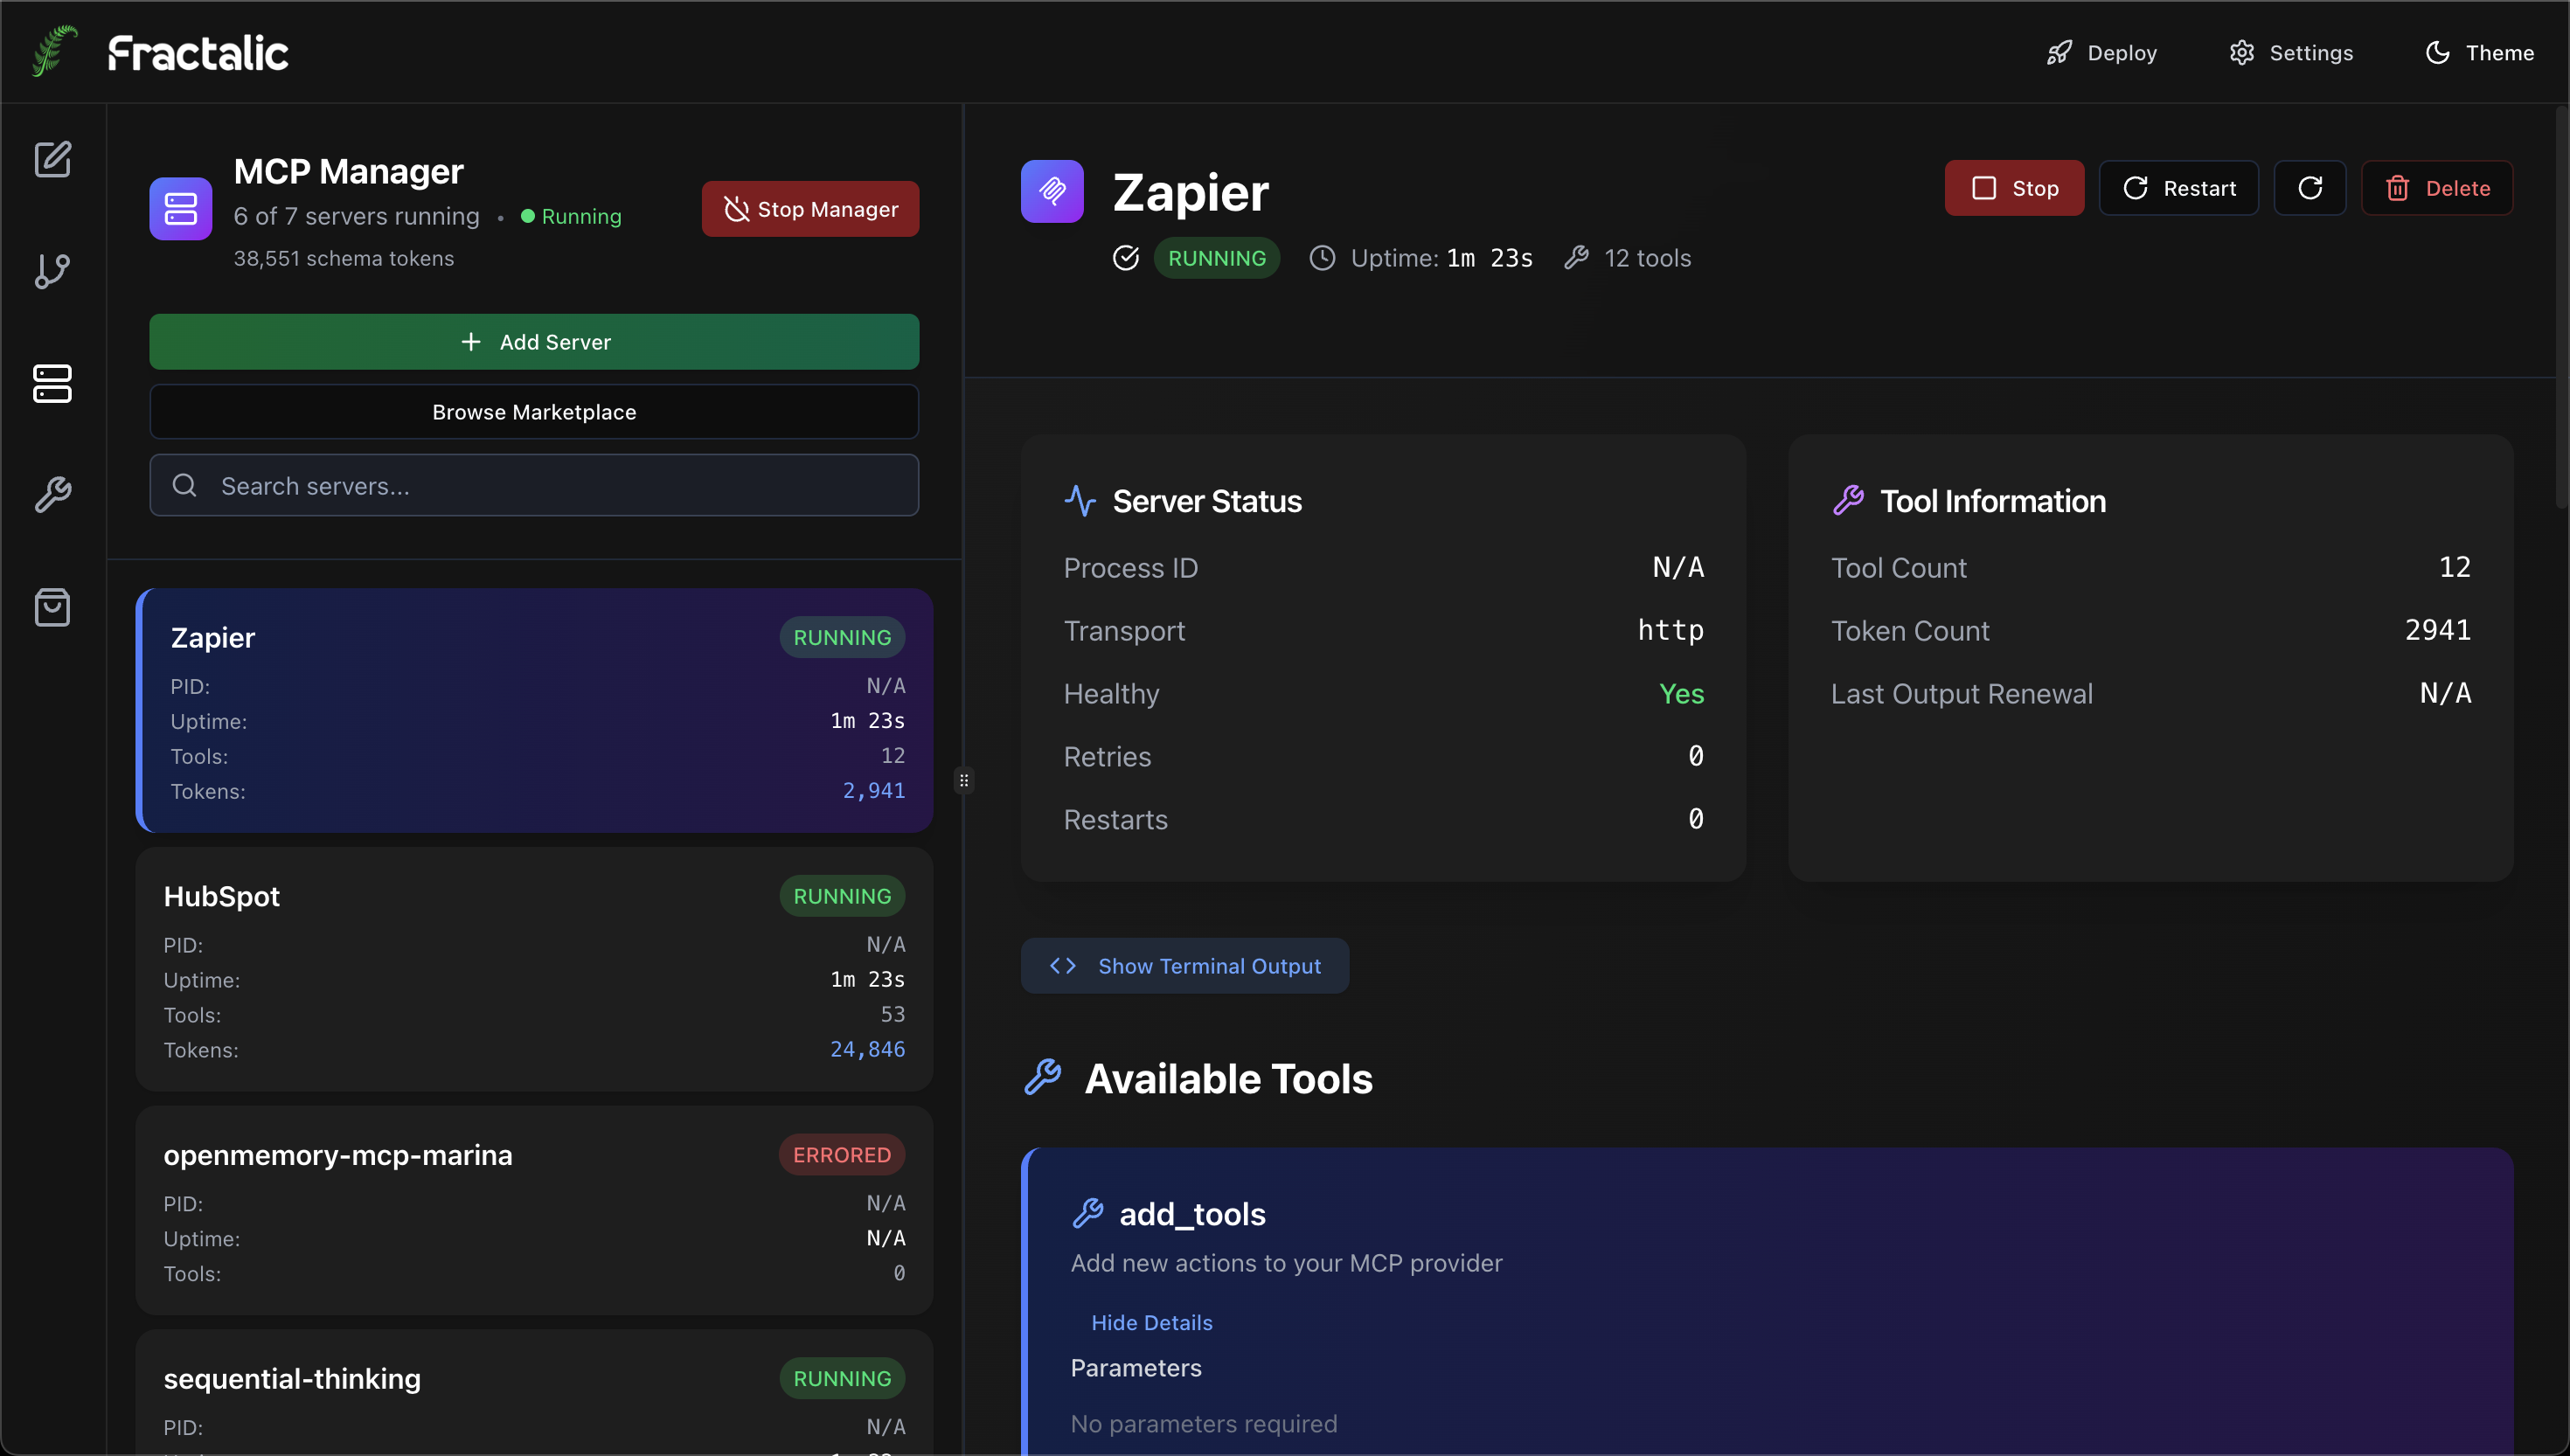 Fractalic
Deploy
Settings
Theme
MCP Manager
6 of 7 servers running • Running
38,551 schema tokens
Stop Manager
Add Server
Browse Marketplace
Search servers...
Zapier
RUNNING
PID: N/A
Uptime: 1m 23s
Tools: 12
Tokens: 2,941
HubSpot
RUNNING
PID: N/A
Uptime: 1m 23s
Tools: 53
Tokens: 24,846
openmemory-mcp-marina
ERRORED
PID: N/A
Uptime: N/A
Tools: 0
sequential-thinking
RUNNING
PID: N/A
Zapier
Stop
Restart
Delete
RUNNING
Uptime: 1m 23s
12 tools
Server Status
Process ID N/A
Transport http
Healthy Yes
Retries 0
Restarts 0
Tool Information
Tool Count 12
Token Count 2941
Last Output Renewal N/A
Show Terminal Output
Available Tools
add_tools
Add new actions to your MCP provider
Hide Details
Parameters
No parameters required